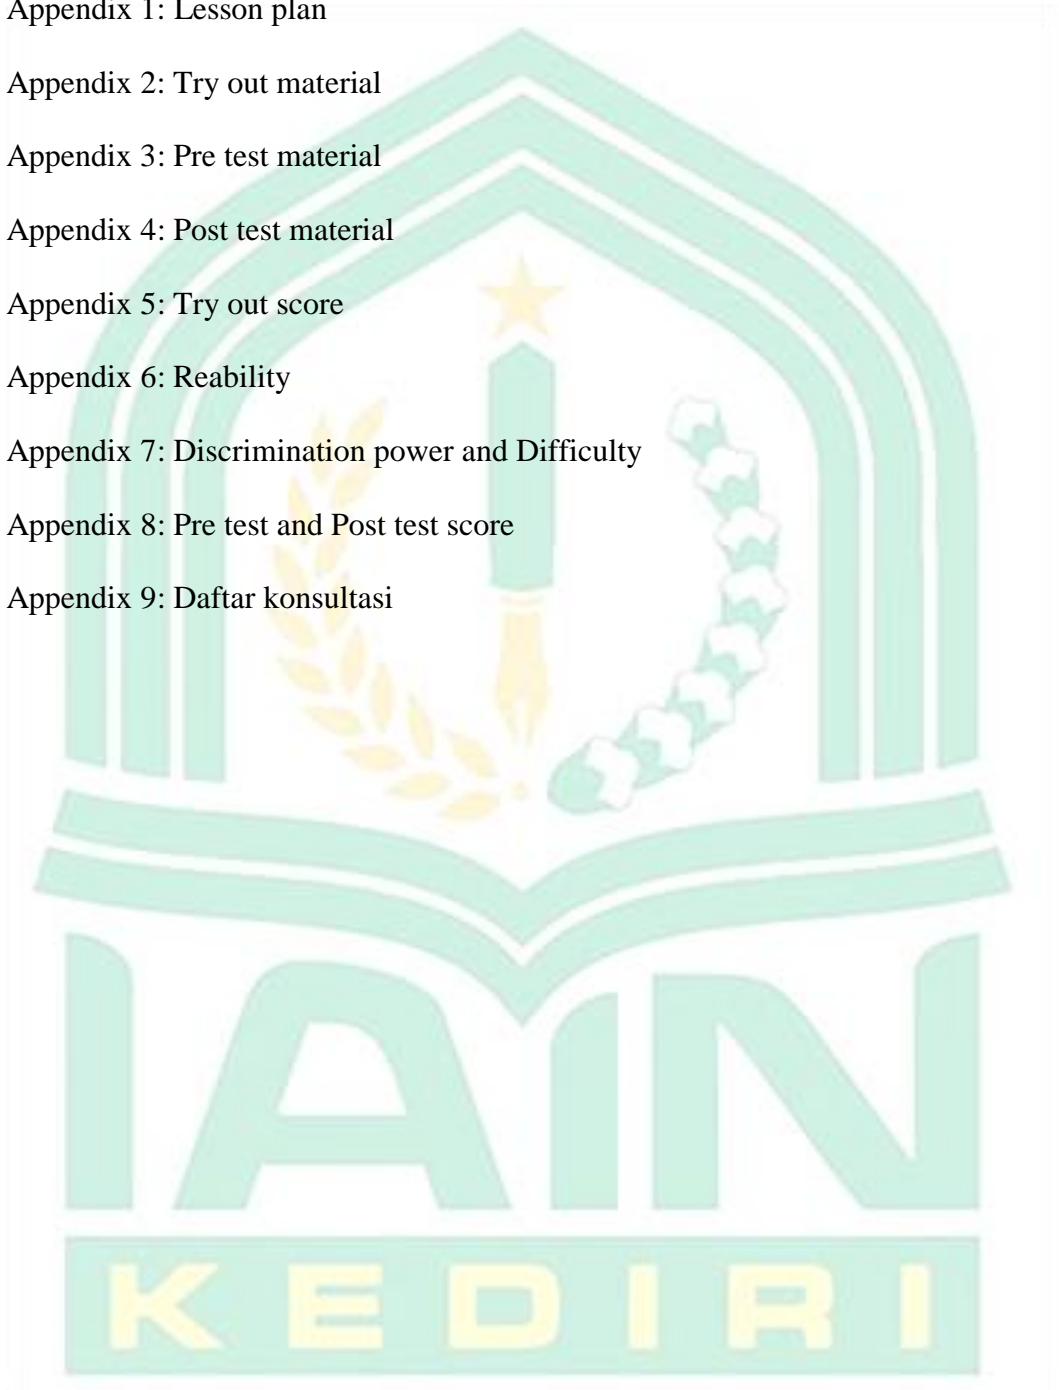 Appendix 1: Lesson plan
Appendix 2: Try out material
Appendix 3: Pre test material
Appendix 4: Post test material
Appendix 5: Try out score
Appendix 6: Reability
Appendix 7: Discrimination power and Difficulty
Appendix 8: Pre test and Post test score
Appendix 9: Daftar konsultasi
IAIN
KEDIRI